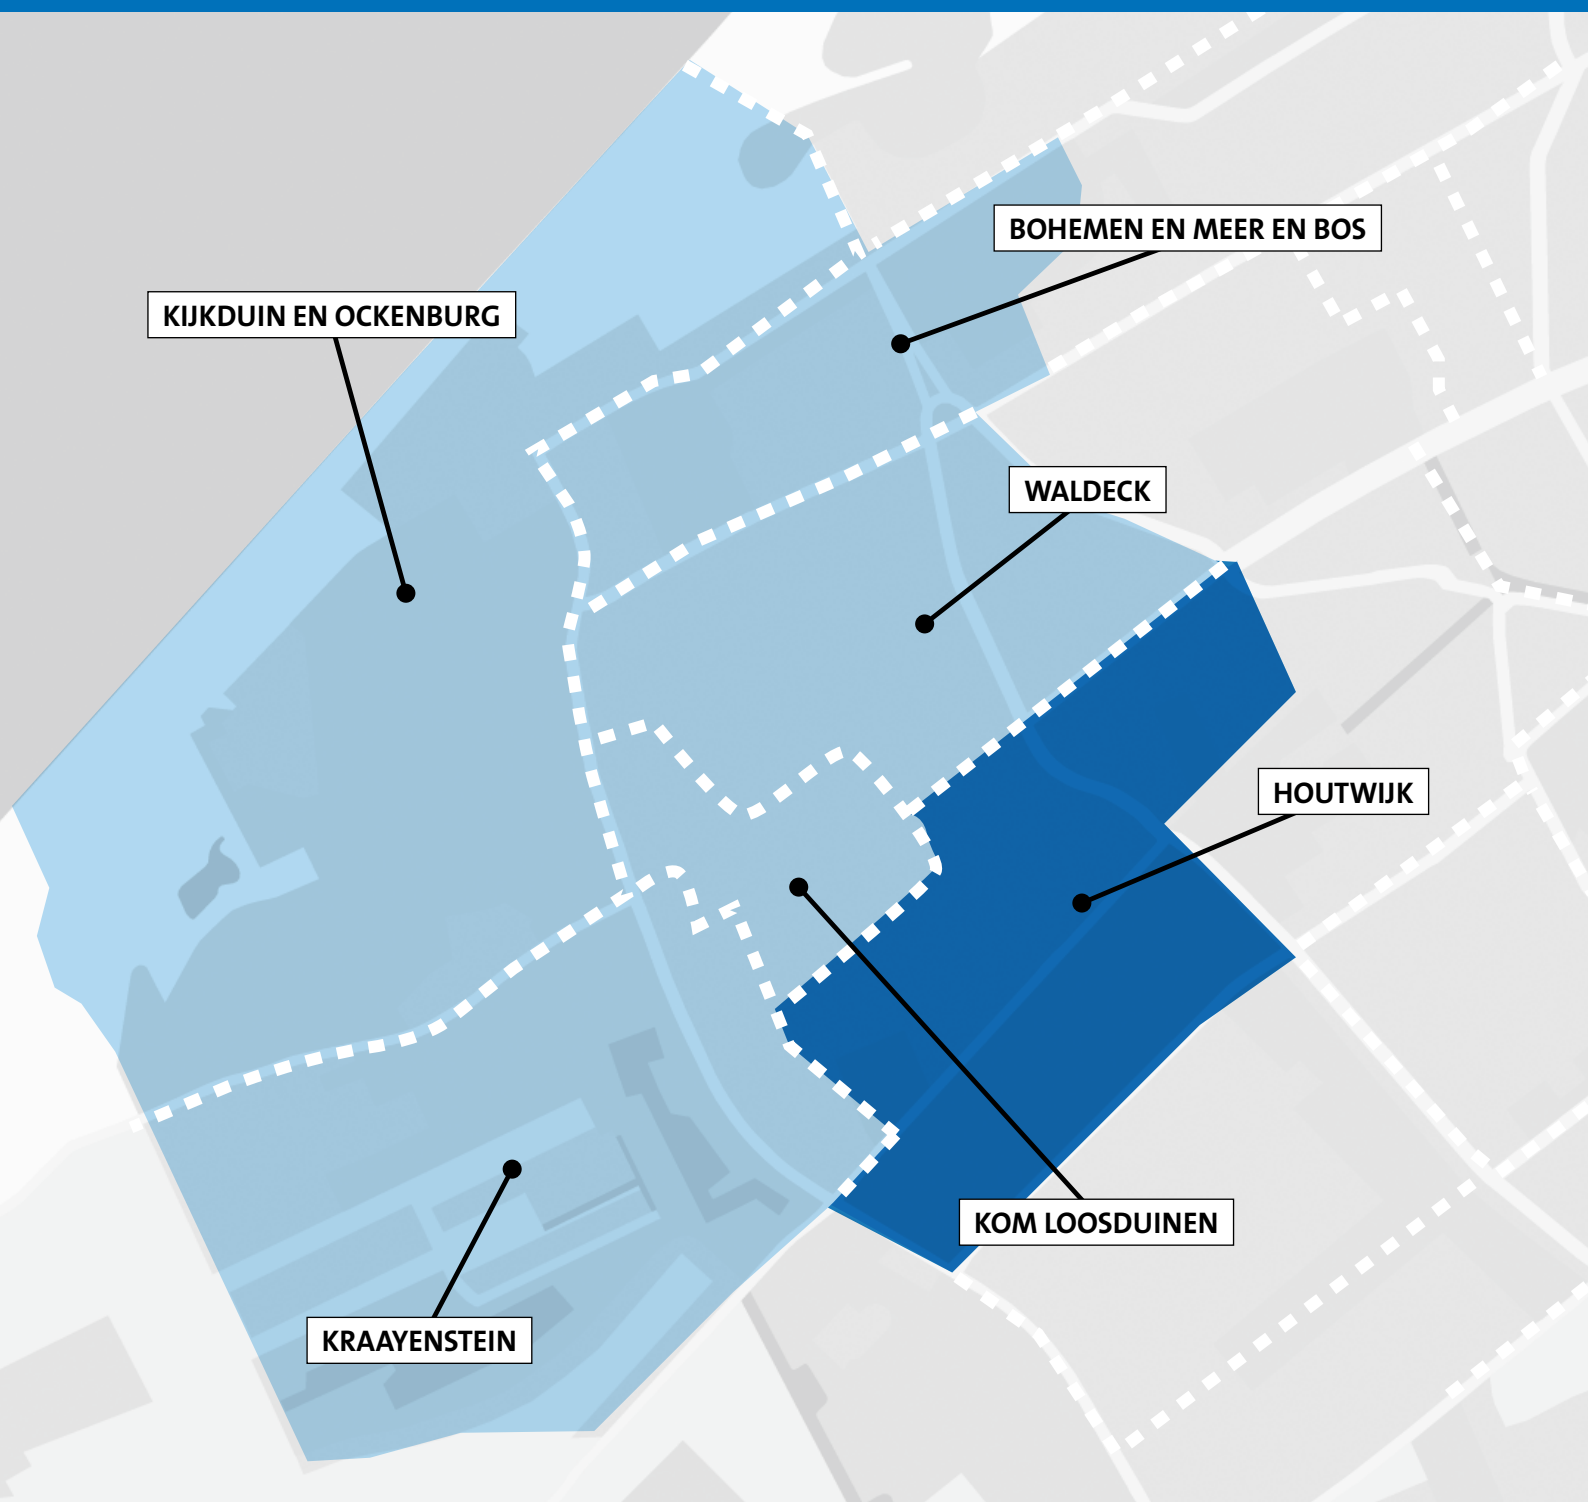 BOHEMEN EN MEER EN BOS
KIJKDUIN EN OCKENBURG
WALDECK
HOUTWIJK
KOM LOOSDUINEN
KRAAYENSTEIN